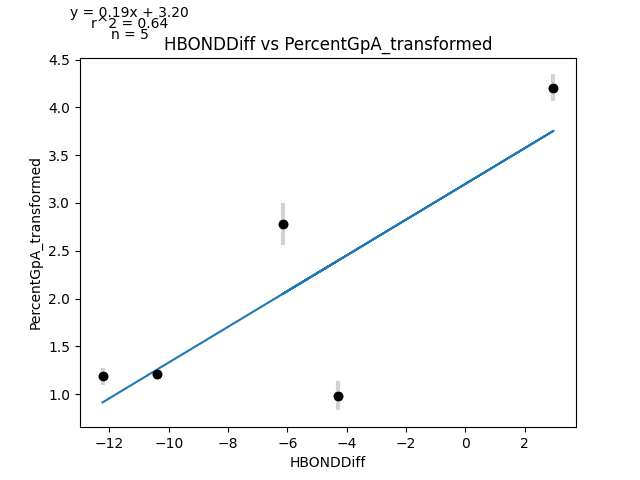 y = 0.19x + 3.20
r^2 = 0.64
n = 5
HBONDDiff vs PercentGpA_transformed
4.5
4.0
3.5
3.0
2.5
2.0
1.5
1.0
PercentGpA_transformed
−12 −10 −8 −6 −4 −2 0 2
HBONDDiff